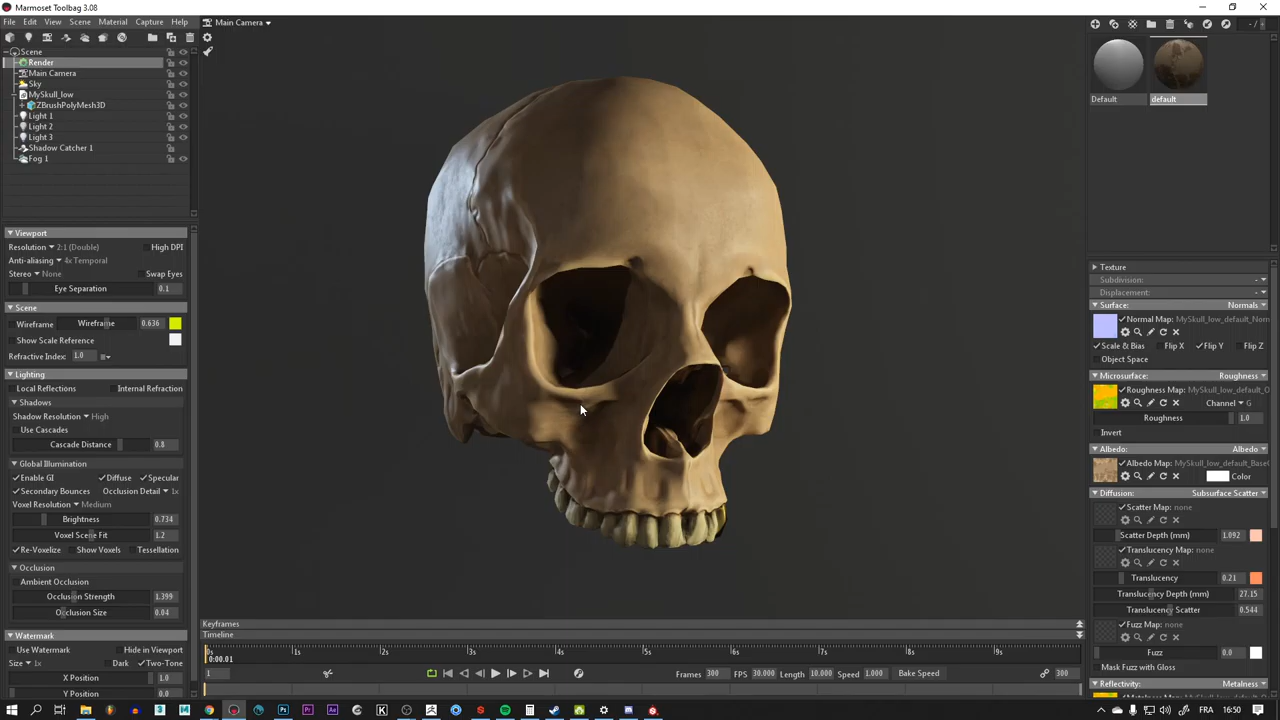 Marmoset Toolbag 3.08
File Edit View Scene Material Capture Help
Main Camera
- / -
Scene
Render
Main Camera
Sky
MySkull_low
ZBrushPolyMesh3D
Light 1
Light 2
Light 3
Shadow Catcher 1
Fog 1
Default
default
Viewport
Resolution 2:1 (Double) High DPI
Anti-aliasing 4x Temporal
Stereo None Swap Eyes
Eye Separation 0.1
Scene
Wireframe Wireframe 0.636
Show Scale Reference
Refractive Index: 1.0
Lighting
Local Reflections Internal Refraction
Shadows
Shadow Resolution High
Use Cascades
Cascade Distance 0.8
Global Illumination
Enable GI Diffuse Specular
Secondary Bounces Occlusion Detail 1x
Voxel Resolution Medium
Brightness 0.734
Voxel Scene Fit 1.2
Re-Voxelize Show Voxels Tessellation
Occlusion
Ambient Occlusion
Occlusion Strength 1.399
Occlusion Size 0.04
Watermark
Use Watermark Hide in Viewport
Size 1x Dark Two-Tone
X Position 1.0
Y Position 0.0
Texture
Subdivision:
Displacement:
Surface: Normals
Normal Map: MySkull_low_default_Nor
Scale & Bias Flip X Flip Y Flip Z
Object Space
Microsurface: Roughness
Roughness Map: MySkull_low_default_O
Channel G
Roughness 1.0
Invert
Albedo: Albedo
Albedo Map: MySkull_low_default_Base
Color
Diffusion: Subsurface Scatter
Scatter Map: none
Scatter Depth (mm) 1.092
Translucency Map: none
Translucency 0.21
Translucency Depth (mm) 27.15
Translucency Scatter 0.544
Fuzz Map: none
Fuzz 0.0
Mask Fuzz with Gloss
Reflectivity: Metalness
Keyframes
Timeline
0s 1s 2s 3s 4s 5s 6s 7s 8s 9s
0:00.01
1 Frames 300 FPS 30.000 Length 10.000 Speed 1.000 Bake Speed 300
FRA 16:50